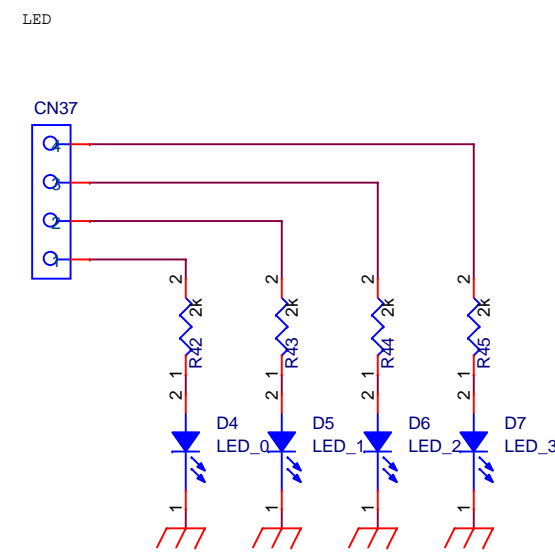 LED
CN37
4
3
2
1
2 2 2 2
2k 2k 2k 2k
R42 R43 R44 R45
1 1 1 1
2 2 2 2
D4 D5 D6 D7
LED_0 LED_1 LED_2 LED_3
1 1 1 1